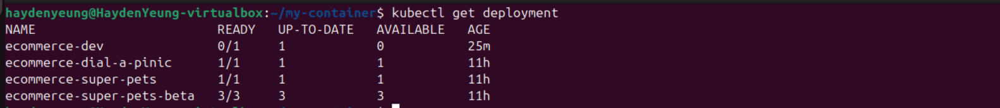 haydenyeung@HaydenYeung-virtualbox:~/my-container$ kubectl get deployment
NAME                        READY   UP-TO-DATE   AVAILABLE   AGE
ecommerce-dev               0/1     1            0           25m
ecommerce-dial-a-pinic      1/1     1            1           11h
ecommerce-super-pets        1/1     1            1           11h
ecommerce-super-pets-beta   3/3     3            3           11h